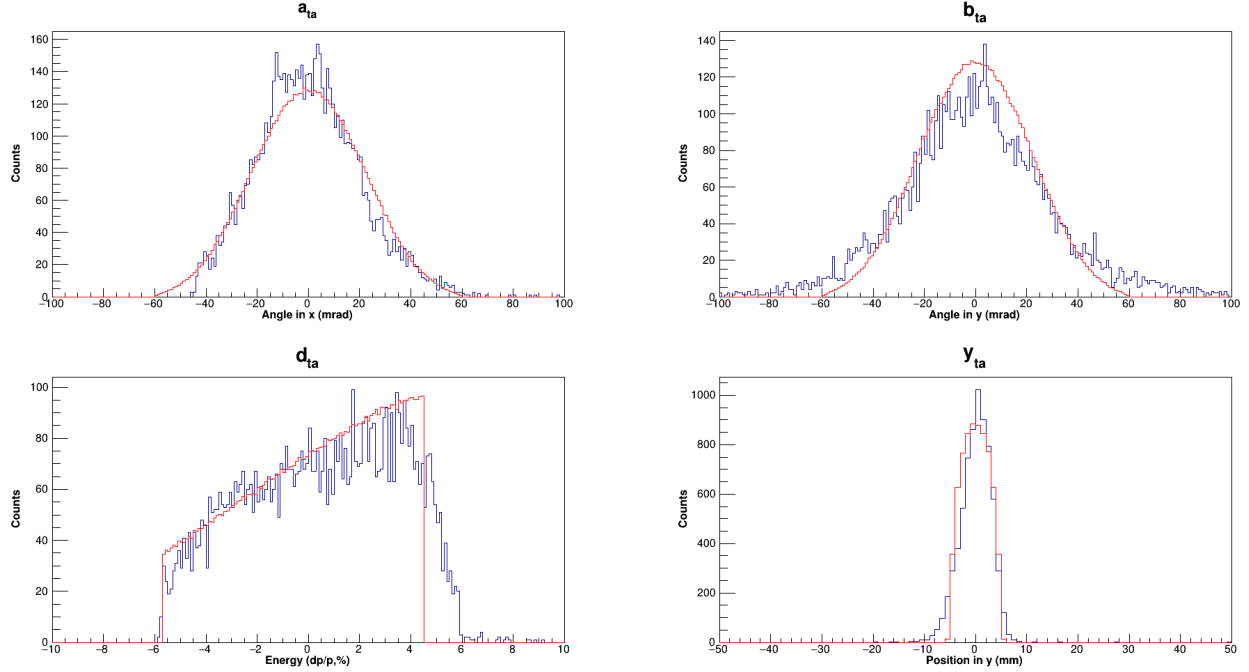 a_ta
160
140
120
100
80
60
40
20
0
Counts
−100 −80 −60 −40 −20 0 20 40 60 80 100
Angle in x (mrad)
b_ta
140
120
100
80
60
40
20
0
Counts
−100 −80 −60 −40 −20 0 20 40 60 80 100
Angle in y (mrad)
d_ta
100
80
60
40
20
0
Counts
−10 −8 −6 −4 −2 0 2 4 6 8 10
Energy (dp/p,%)
y_ta
1000
800
600
400
200
0
Counts
−50 −40 −30 −20 −10 0 10 20 30 40 50
Position in y (mm)